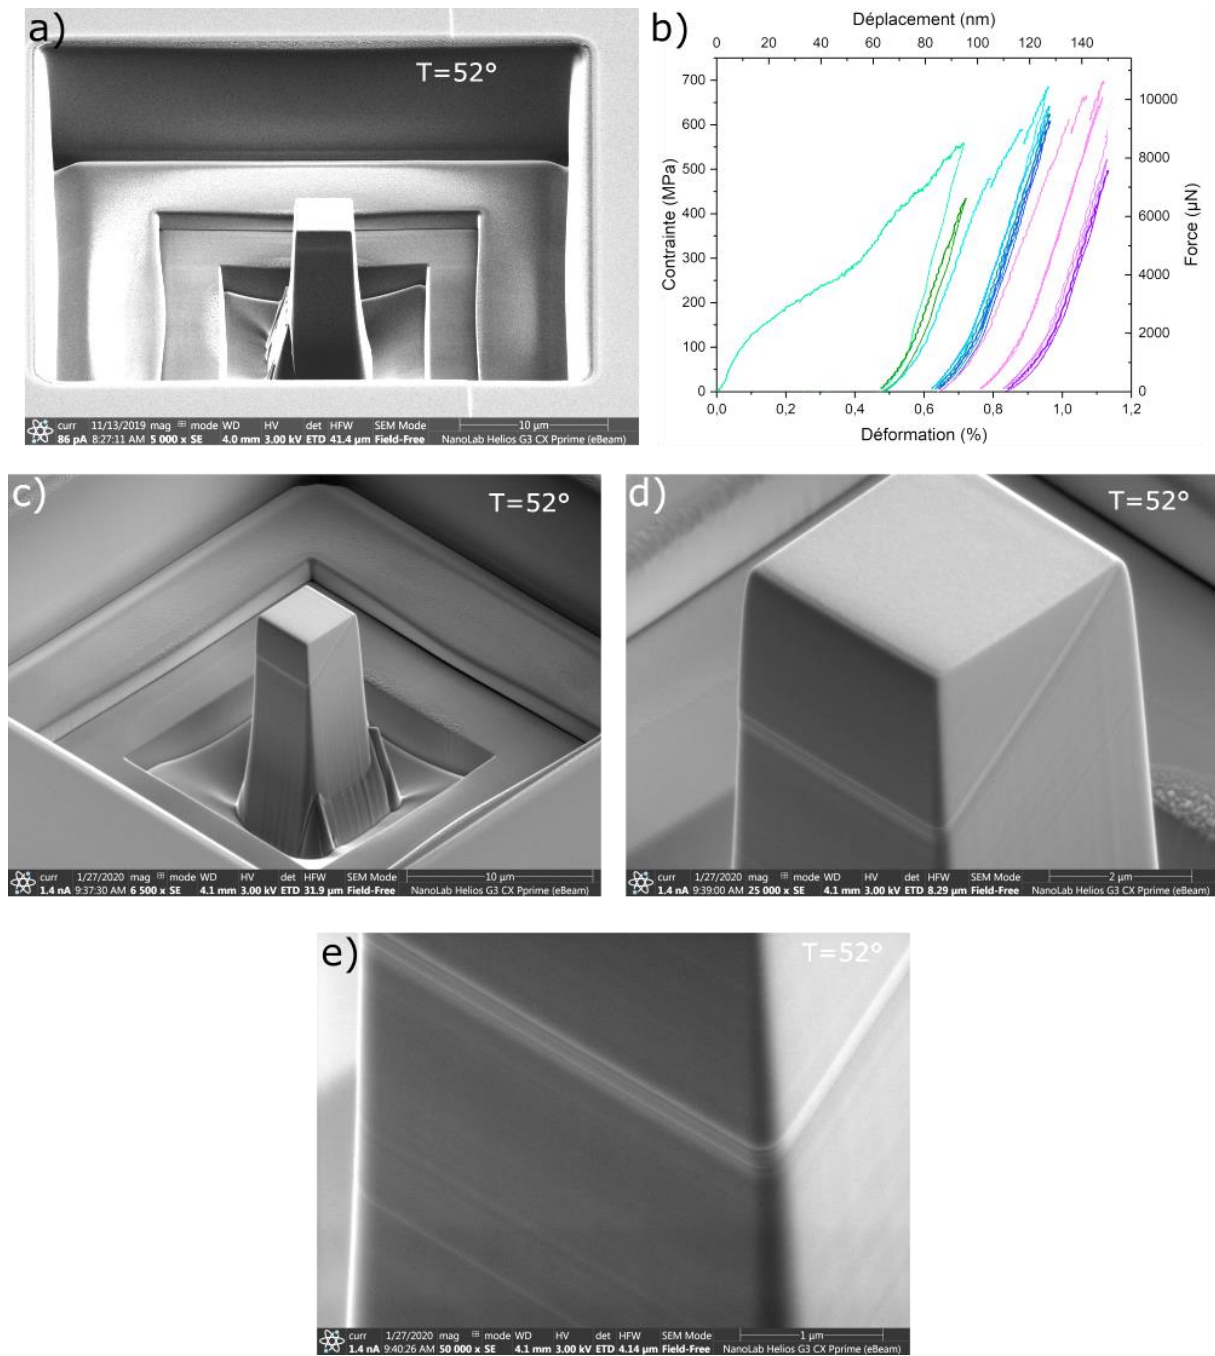 a)
T=52°
curr 11/13/2019 mag mode WD HV det HFW SEM Mode
86 pA 8:27:11 AM 5 000 x SE 4.0 mm 3.00 kV ETD 41.4 µm Field-Free
10 µm
NanoLab Helios G3 CX Pprime (eBeam)
b)
Déplacement (nm)
0 20 40 60 80 100 120 140
Contrainte (MPa)
700
600
500
400
300
200
100
0
Force (µN)
10000
8000
6000
4000
2000
0
0,0 0,2 0,4 0,6 0,8 1,0 1,2
Déformation (%)
c)
T=52°
curr 1/27/2020 mag mode WD HV det HFW SEM Mode
1.4 nA 9:37:30 AM 6 500 x SE 4.1 mm 3.00 kV ETD 31.9 µm Field-Free
10 µm
NanoLab Helios G3 CX Pprime (eBeam)
d)
T=52°
curr 1/27/2020 mag mode WD HV det HFW SEM Mode
1.4 nA 9:39:00 AM 25 000 x SE 4.1 mm 3.00 kV ETD 8.29 µm Field-Free
2 µm
NanoLab Helios G3 CX Pprime (eBeam)
e)
T=52°
curr 1/27/2020 mag mode WD HV det HFW SEM Mode
1.4 nA 9:40:26 AM 50 000 x SE 4.1 mm 3.00 kV ETD 4.14 µm Field-Free
1 µm
NanoLab Helios G3 CX Pprime (eBeam)